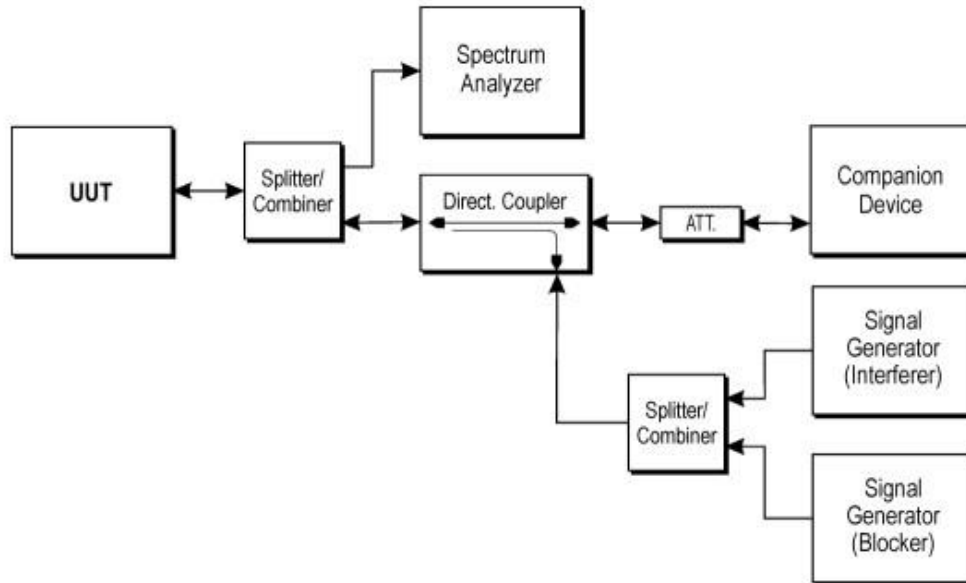 Spectrum
Analyzer
UUT
Splitter/
Combiner
Direct. Coupler
ATT.
Companion
Device
Signal
Generator
(Interferer)
Splitter/
Combiner
Signal
Generator
(Blocker)